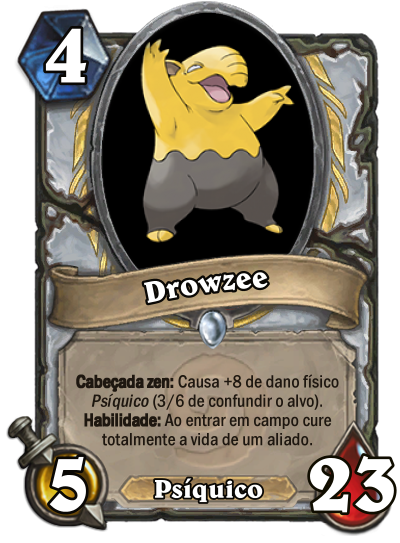 4
Drowzee
Cabeçada zen: Causa +8 de dano físico
Psíquico (3/6 de confundir o alvo).
Habilidade: Ao entrar em campo cure
totalmente a vida de um aliado.
5
Psíquico
23